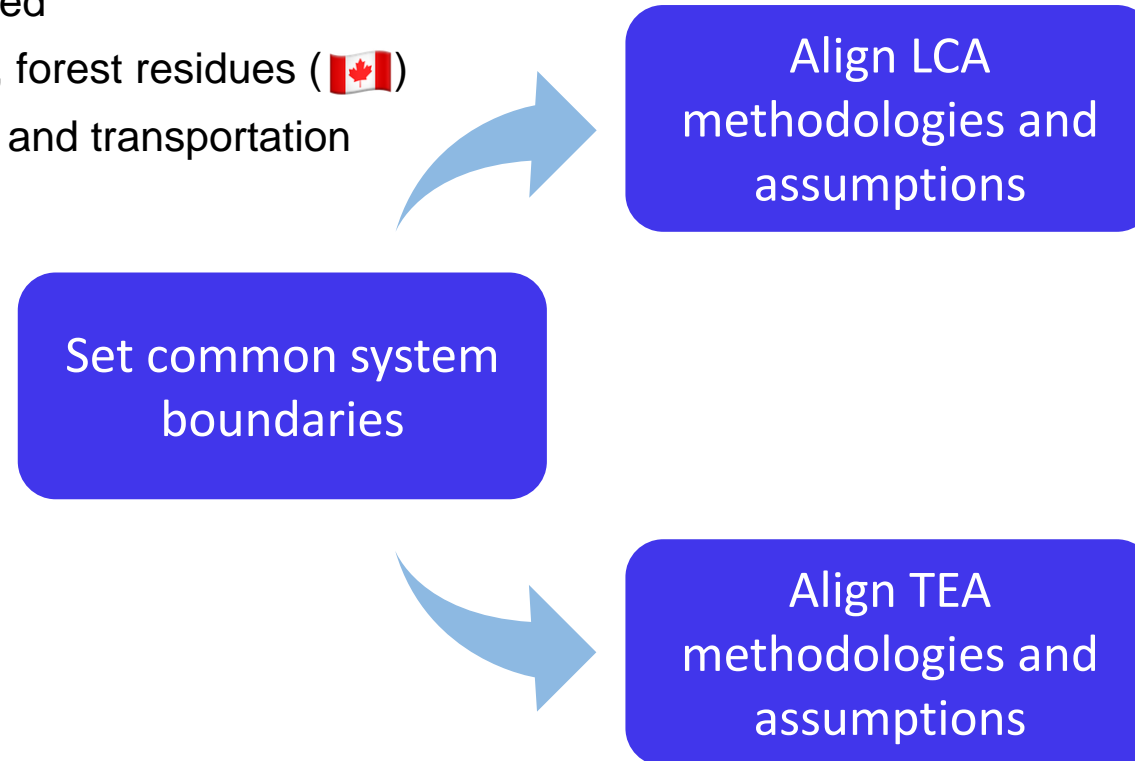 ed
, forest residues (🇨🇦)
and transportation
Align LCA
methodologies and
assumptions
Set common system
boundaries
Align TEA
methodologies and
assumptions